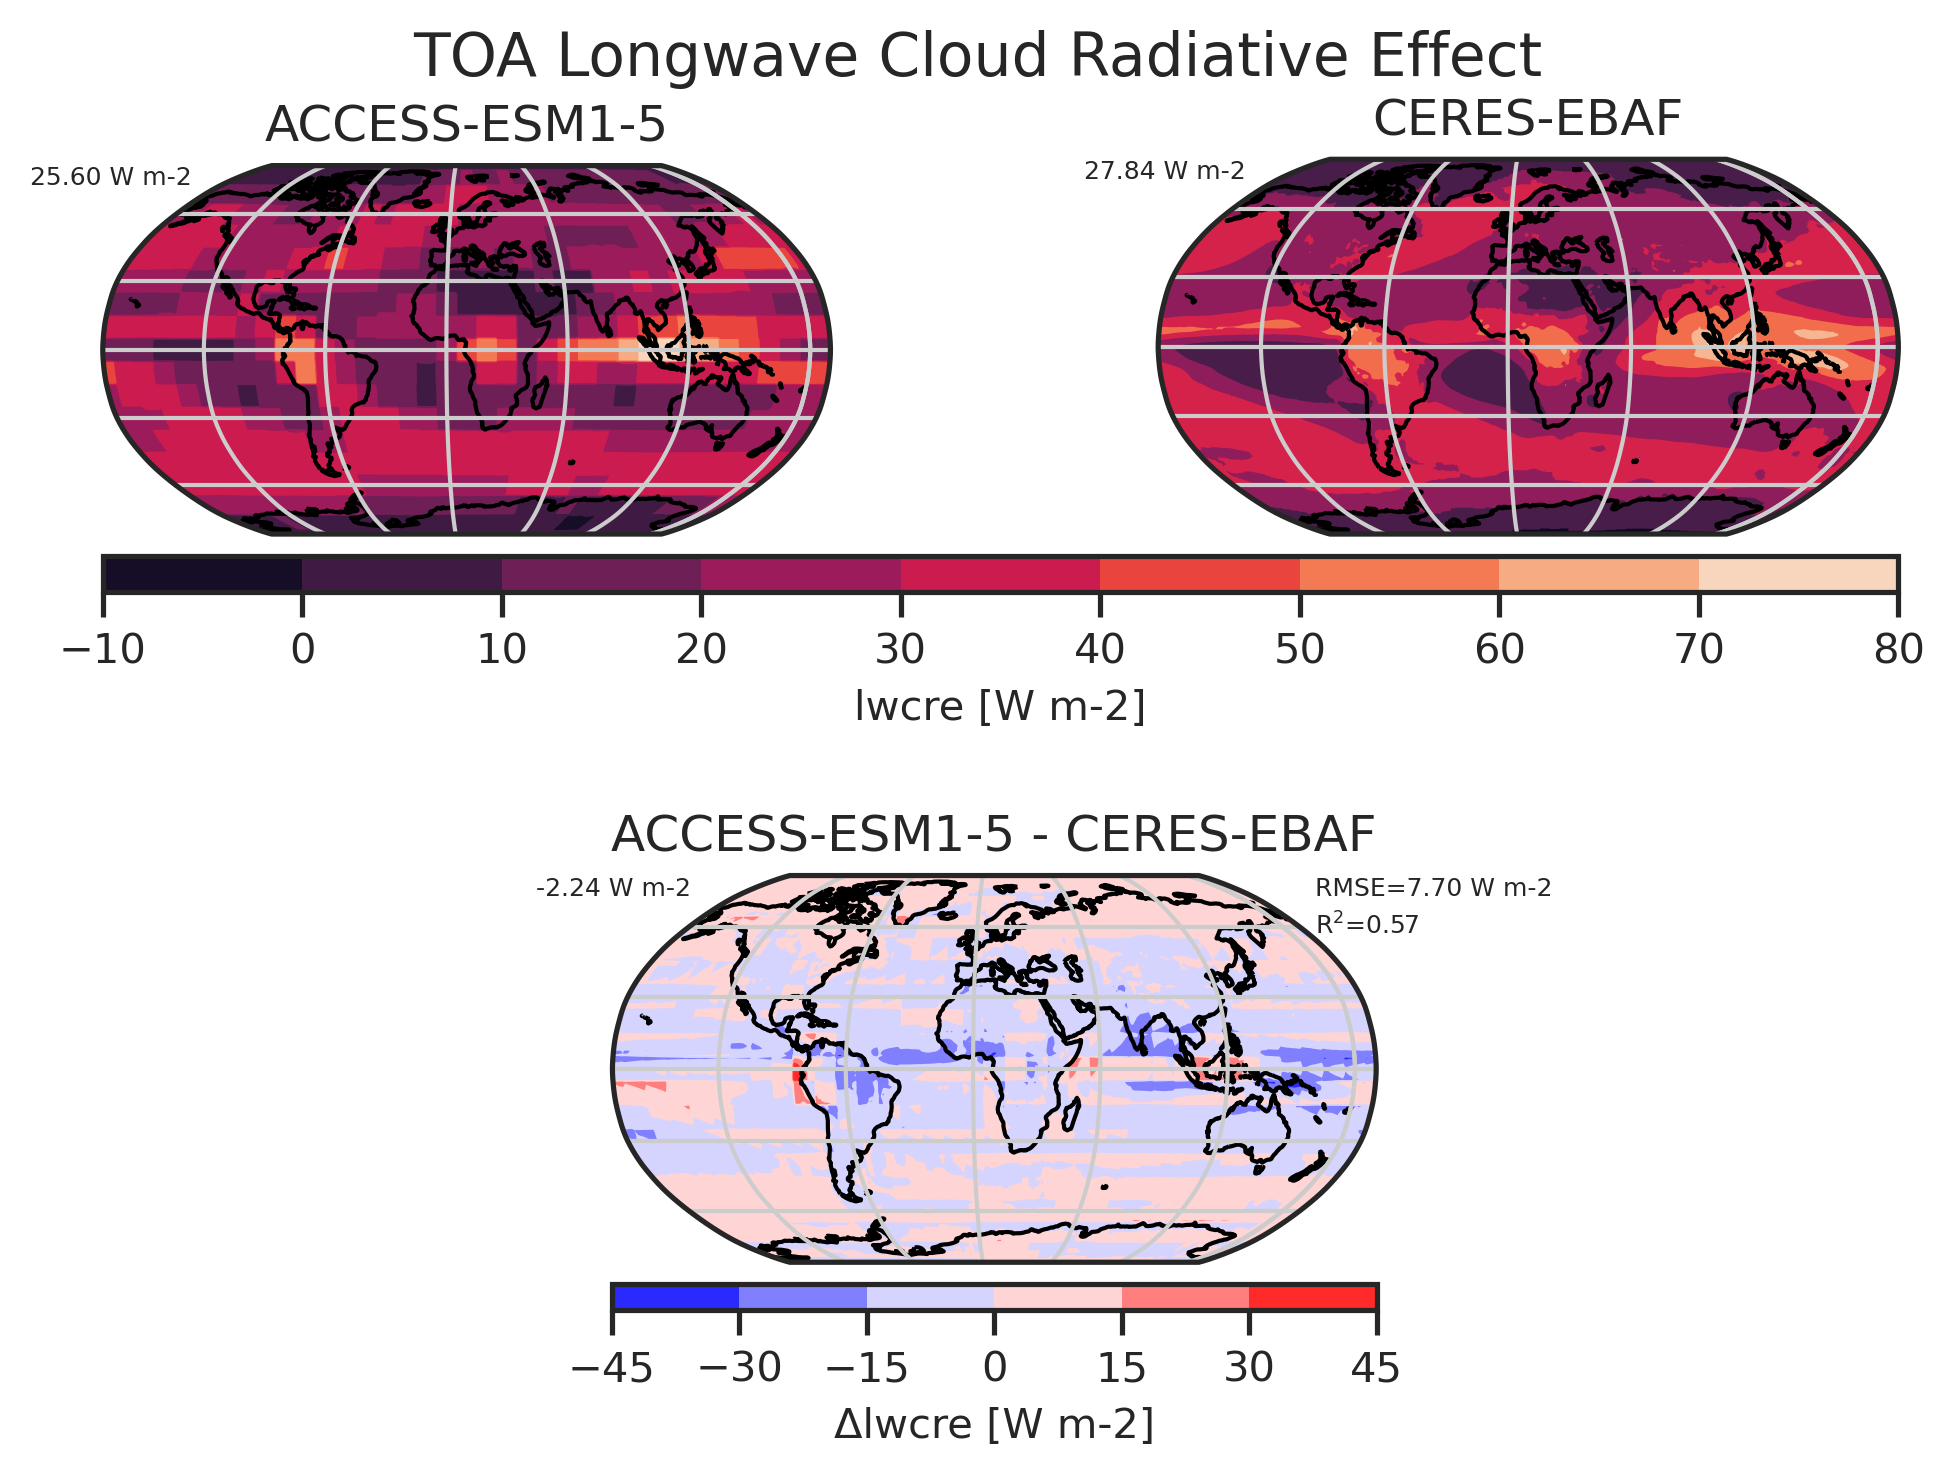 TOA Longwave Cloud Radiative Effect
ACCESS-ESM1-5
CERES-EBAF
25.60 W m-2
27.84 W m-2
−10 0 10 20 30 40 50 60 70 80
lwcre [W m-2]
ACCESS-ESM1-5 - CERES-EBAF
-2.24 W m-2
RMSE=7.70 W m-2
R²=0.57
−45 −30 −15 0 15 30 45
Δlwcre [W m-2]